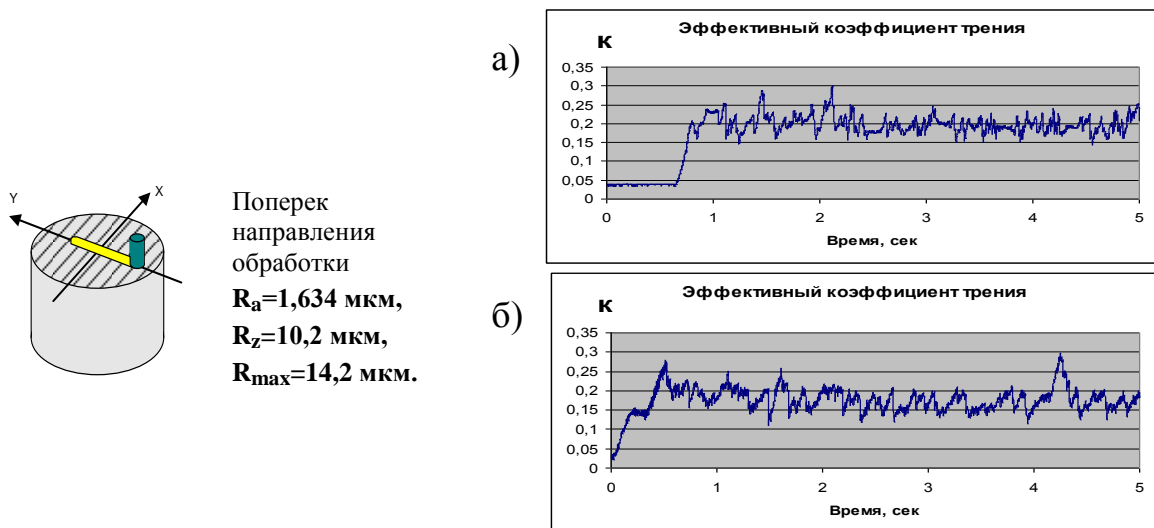 Y
X
Поперек
направления
обработки
Rₐ=1,634 мкм,
R_z=10,2 мкм,
R_max=14,2 мкм.
а)
Эффективный коэффициент трения
К
0,35
0,3
0,25
0,2
0,15
0,1
0,05
0
0 1 2 3 4 5
Время, сек
б)
Эффективный коэффициент трения
К
0,35
0,3
0,25
0,2
0,15
0,1
0,05
0
0 1 2 3 4 5
Время, сек